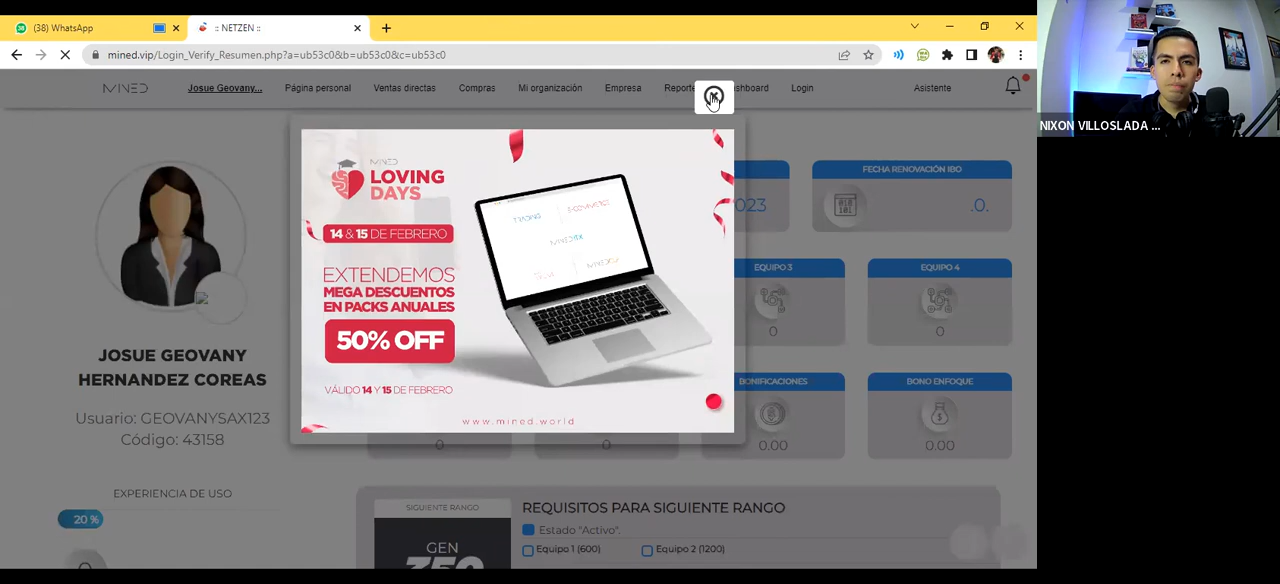 (38) WhatsApp
:: NETZEN ::
mined.vip/Login_Verify_Resumen.php?a=ub53c0&b=ub53c0&c=ub53c0
NIXON VILLOSLADA ...
MINED
Josue Geovany...
Página personal
Ventas directas
Compras
Mi organización
Empresa
Reporte
shboard
Login
Asistente
MINED
LOVING
DAYS
14 & 15 DE FEBRERO
EXTENDEMOS
MEGA DESCUENTOS
EN PACKS ANUALES
50% OFF
VÁLIDO 14 Y 15 DE FEBRERO
www.mined.world
TRADING
E-COMMERCE
FECHA RENOVACIÓN IBO
023
.0.
EQUIPO 3
EQUIPO 4
0
0
BONIFICACIONES
BONO ENFOQUE
0
0
0.00
0.00
JOSUE GEOVANY
HERNANDEZ COREAS
Usuario: GEOVANYSAX123
Código: 43158
EXPERIENCIA DE USO
20 %
SIGUIENTE RANGO
GEN
350
REQUISITOS PARA SIGUIENTE RANGO
Estado "Activo".
Equipo 1 (600)
Equipo 2 (1200)